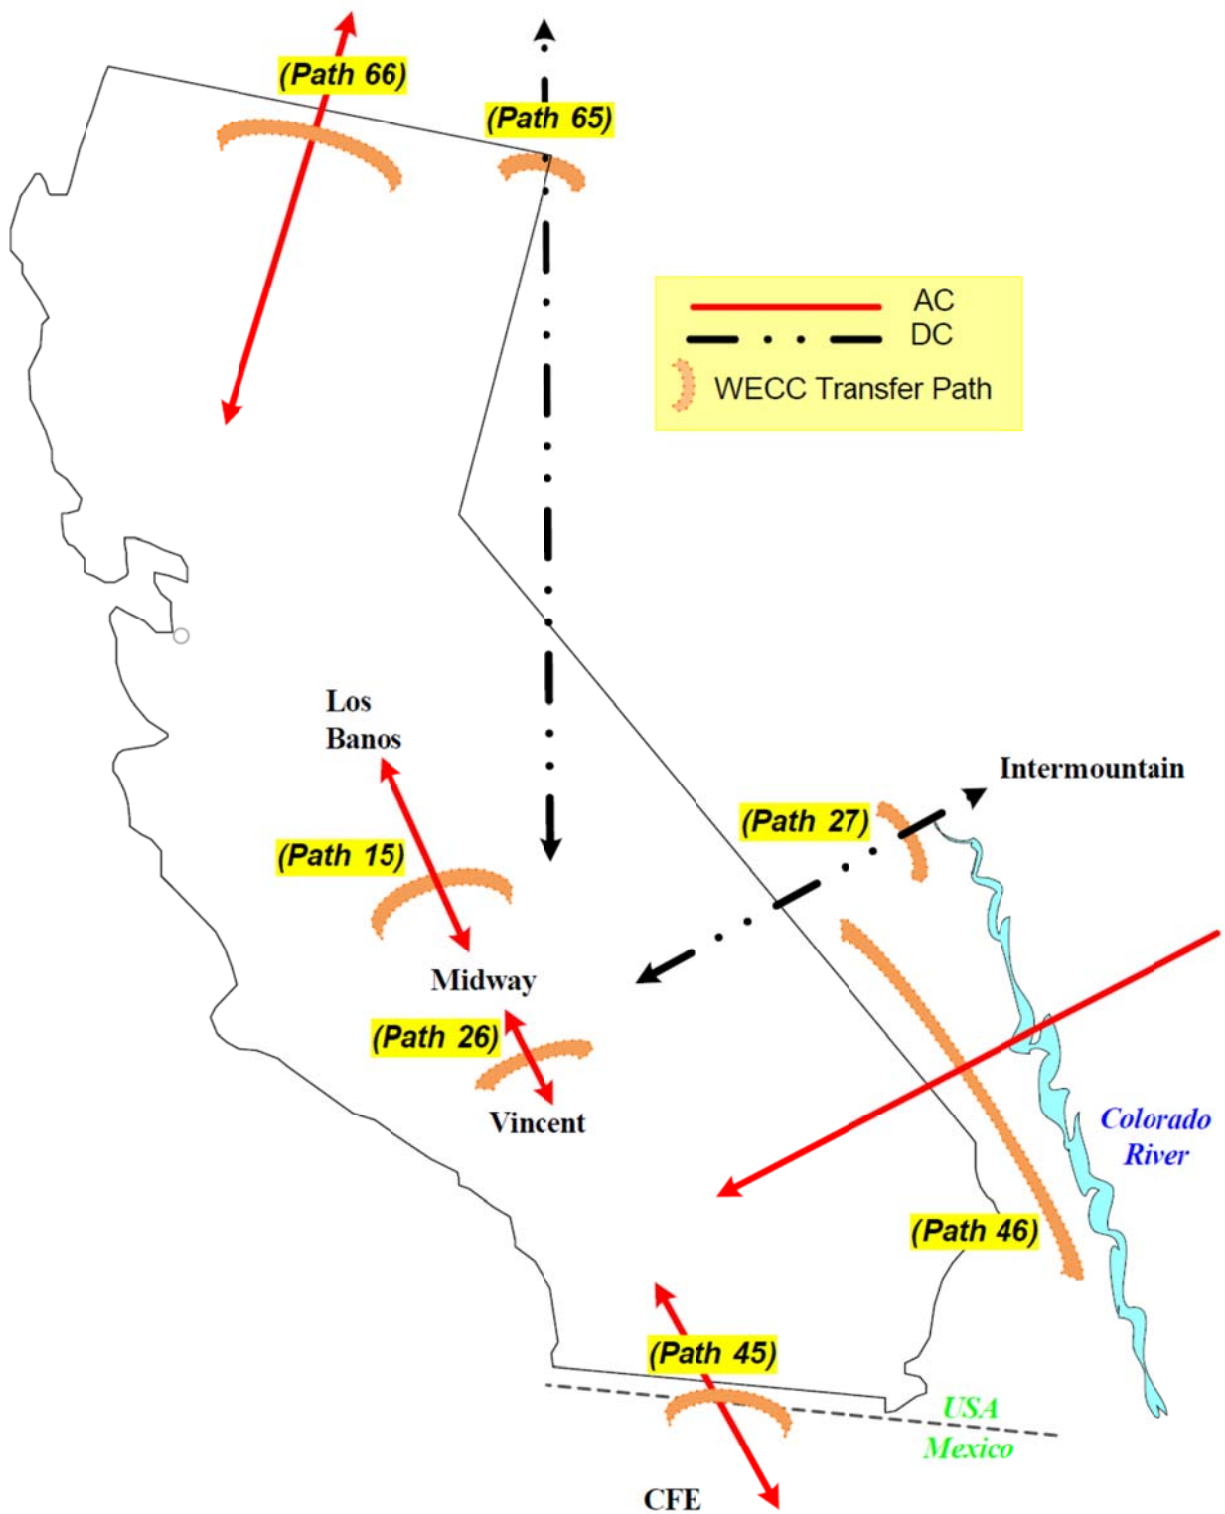 (Path 66)
(Path 65)
AC
DC
WECC Transfer Path
Los
Banos
Intermountain
(Path 27)
(Path 15)
Midway
(Path 26)
Vincent
Colorado
River
(Path 46)
(Path 45)
USA
Mexico
CFE